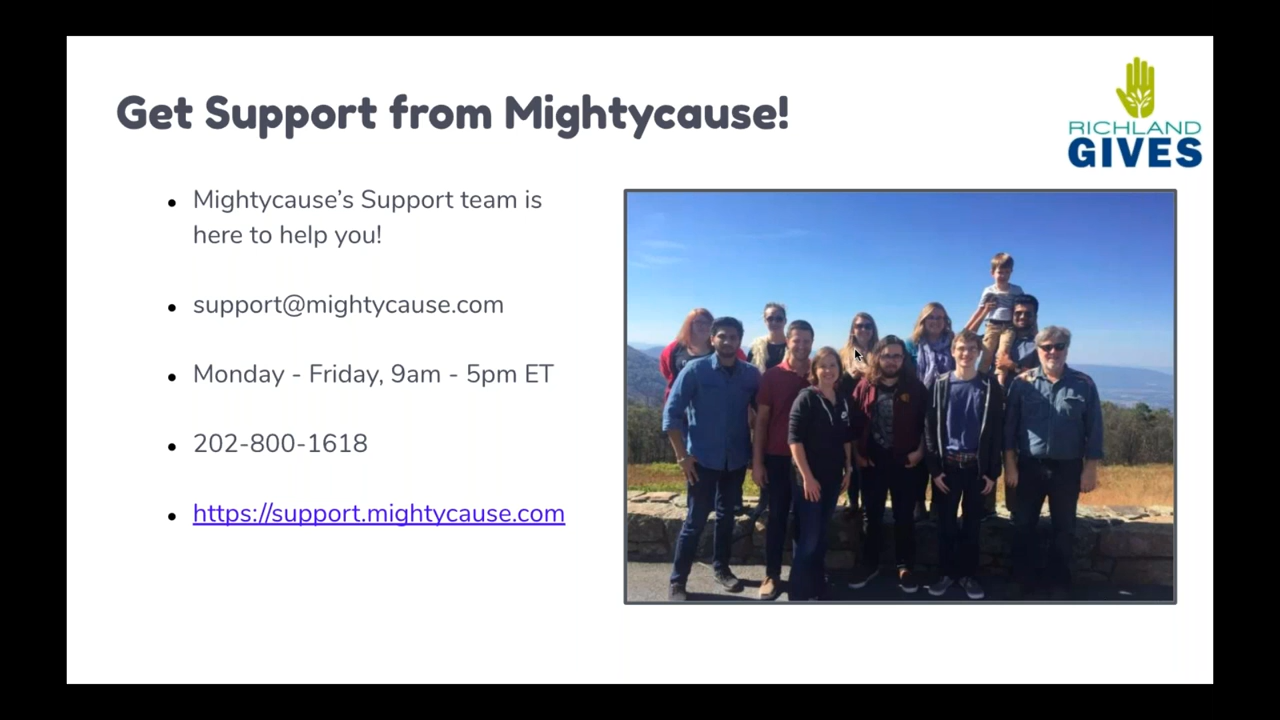 Get Support from Mightycause!
RICHLAND
GIVES
Mightycause’s Support team is
here to help you!
support@mightycause.com
Monday - Friday, 9am - 5pm ET
202-800-1618
https://support.mightycause.com